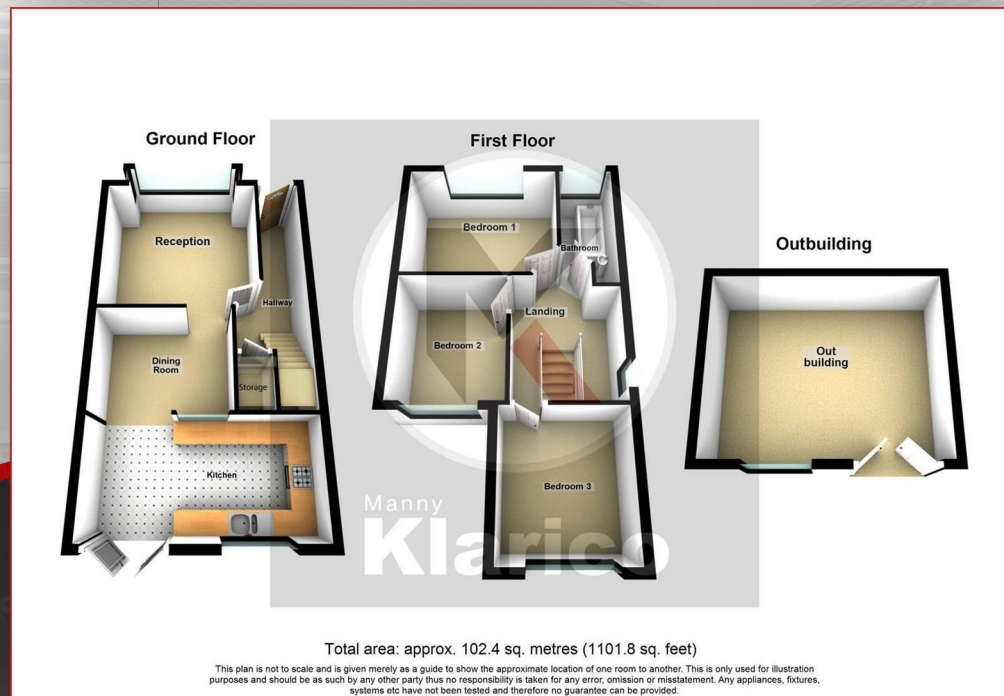 Ground Floor
First Floor
Reception
Bedroom 1
Bathroom
Outbuilding
Hallway
Landing
Bedroom 2
Dining
Room
Storage
Out
building
Kitchen
Bedroom 3
Manny
Klarico
Total area: approx. 102.4 sq. metres (1101.8 sq. feet)
This plan is not to scale and is given merely as a guide to show the approximate location of one room to another. This is only used for illustration
purposes and should be as such by any other party thus no responsibility is taken for any error, omission or misstatement. Any appliances, fixtures,
systems etc have not been tested and therefore no guarantee can be provided.